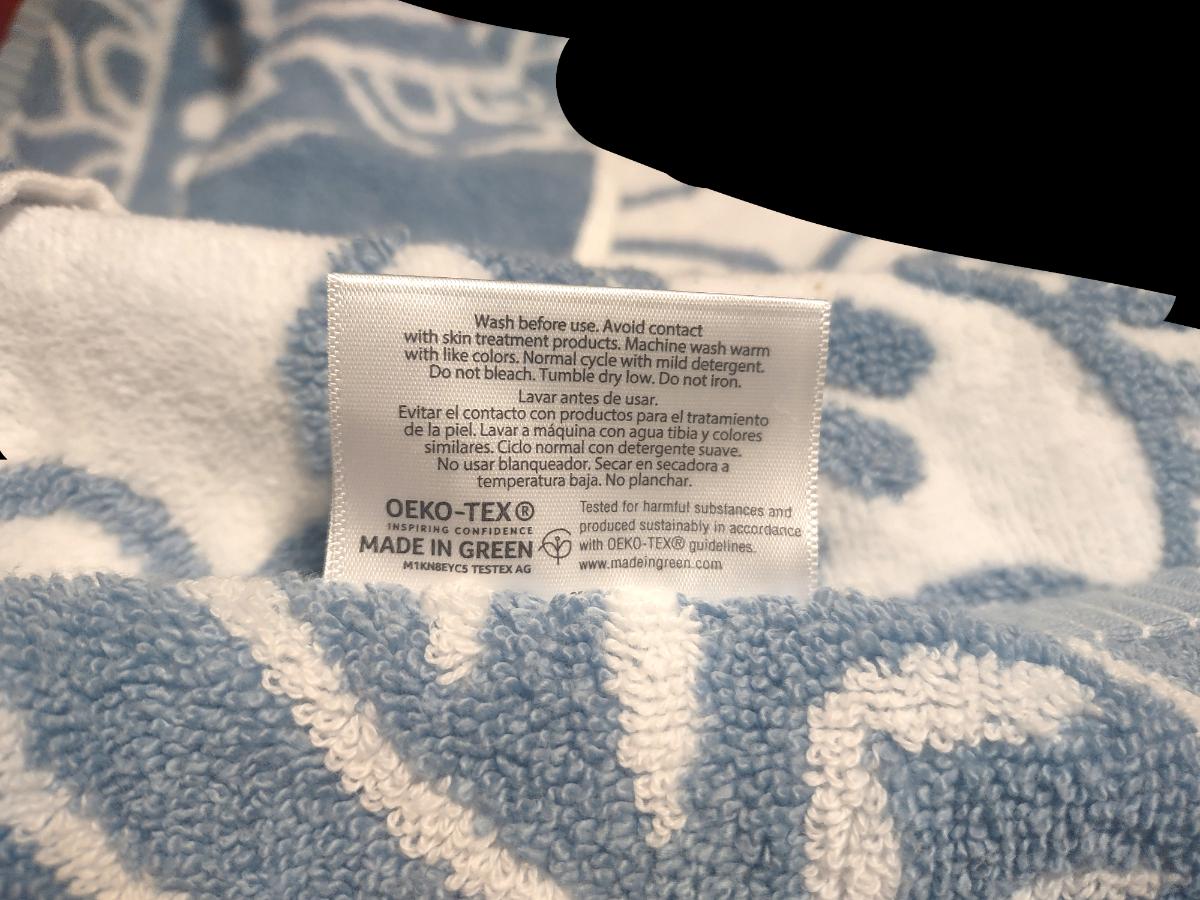 Wash before use. Avoid contact
with skin treatment products. Machine wash warm
with like colors. Normal cycle with mild detergent.
Do not bleach. Tumble dry low. Do not iron.
Lavar antes de usar.
Evitar el contacto con productos para el tratamiento
de la piel. Lavar a máquina con agua tibia y colores
similares. Ciclo normal con detergente suave.
No usar blanqueador. Secar en secadora a
temperatura baja. No planchar.
OEKO-TEX®
INSPIRING CONFIDENCE
MADE IN GREEN
M1KN8EYC5 TESTEX AG
Tested for harmful substances and
produced sustainably in accordance
with OEKO-TEX® guidelines.
www.madeingreen.com